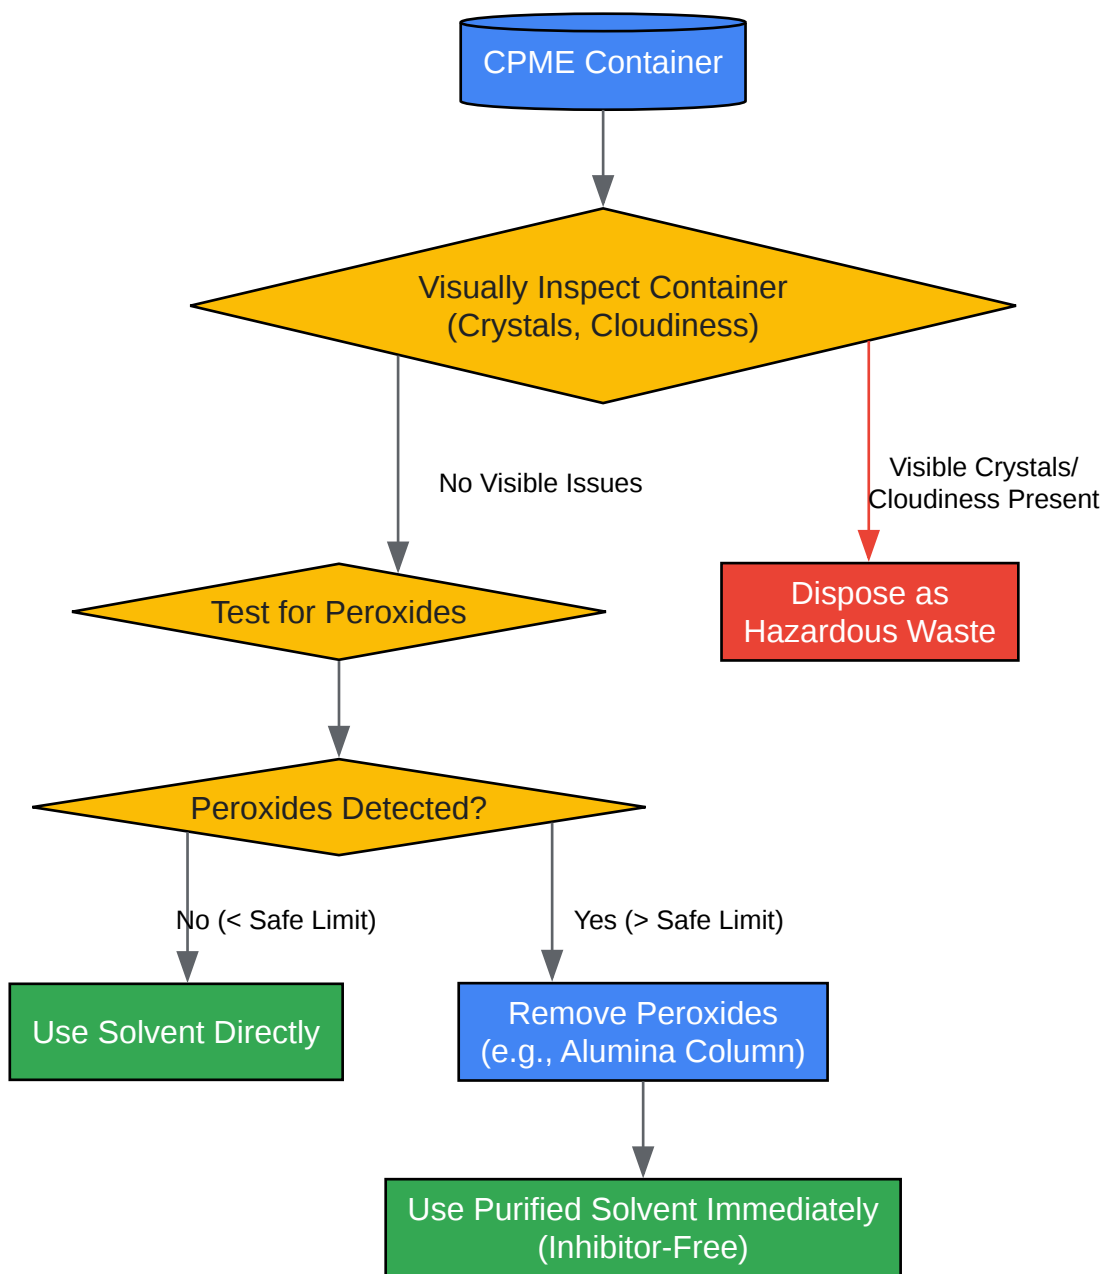 CPME Container
Visually Inspect Container
(Crystals, Cloudiness)
No Visible Issues
Visible Crystals/
Cloudiness Present
Test for Peroxides
Dispose as
Hazardous Waste
Peroxides Detected?
No (< Safe Limit)
Yes (> Safe Limit)
Use Solvent Directly
Remove Peroxides
(e.g., Alumina Column)
Use Purified Solvent Immediately
(Inhibitor-Free)